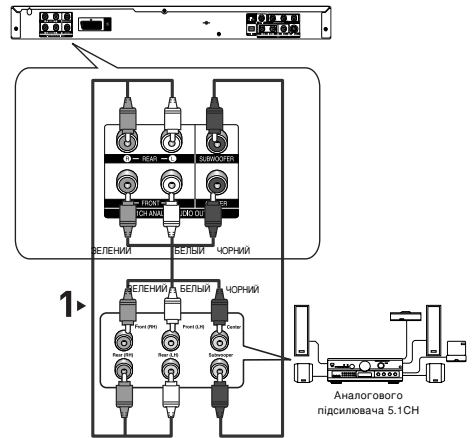 R — REAR — L SUBWOOFER
FRONT
ЗЕЛЕНИЙ БЕЛЫЙ ЧОРНИЙ
ЗЕЛЕНИЙ БЕЛЫЙ ЧОРНИЙ
1
Front (RH) Front (LH) Center
Rear (RH) Rear (LH) Subwooper
Аналогового
підсилювача 5.1CH